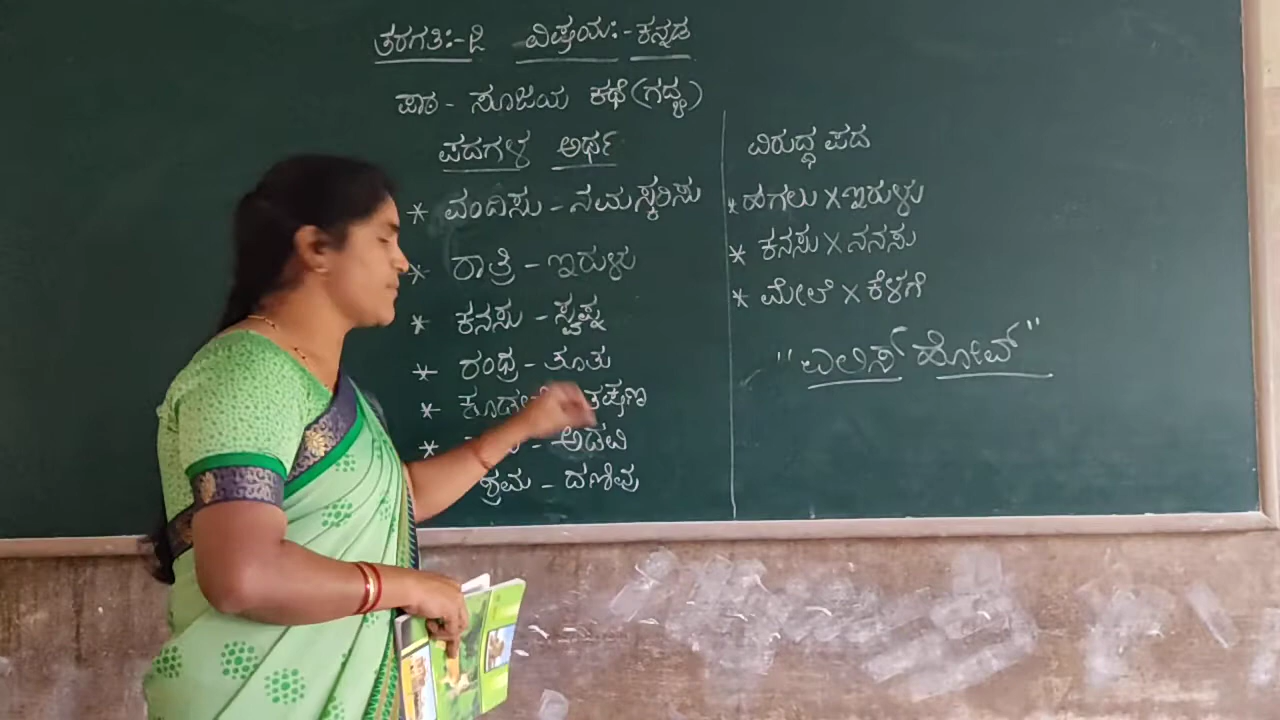 ತರಗತಿ:-೭ ವಿಷಯ:-ಕನ್ನಡ
ಪಾಠ - ಸೂಜಿಯ ಕಥೆ (ಗದ್ಯ)
ಪದಗಳ ಅರ್ಥ
* ವಂದಿಸು - ನಮಸ್ಕರಿಸು
* ರಾತ್ರಿ - ಇರುಳು
* ಕನಸು - ಸ್ವಪ್ನ
* ರಂಧ್ರ - ತೂತು
*
* - ಅಡವಿ
ಶ್ರಮ - ದಣಿವು
ವಿರುದ್ಧ ಪದ
* ಹಗಲು X ಇರುಳು
* ಕನಸು X ನನಸು
* ಮೇಲೆ X ಕೆಳಗೆ
"ಎಲಿಸ್ ಹೋವ್"